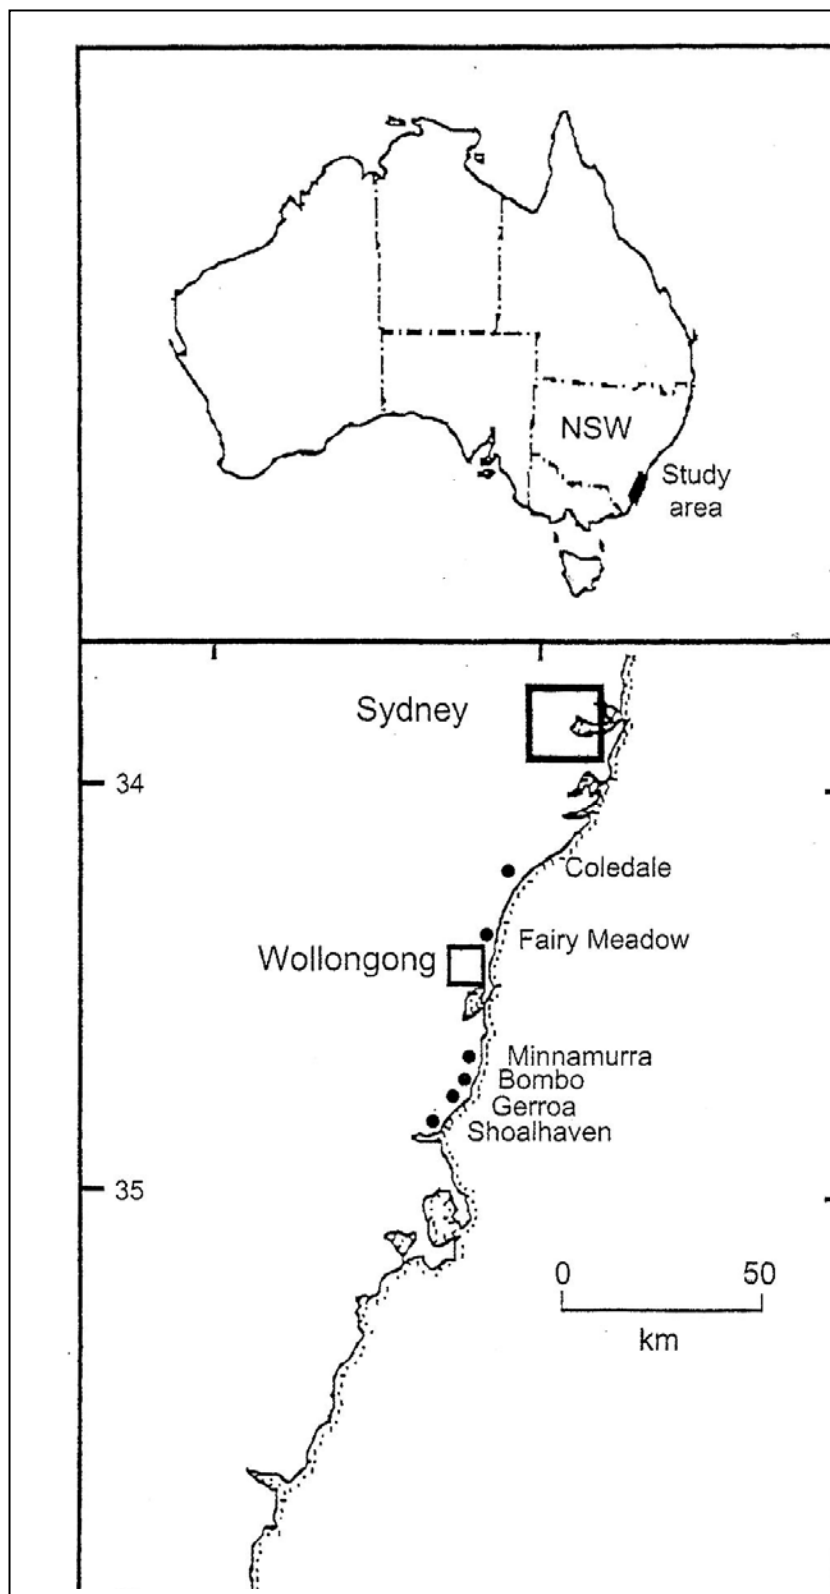 NSW
Study
area
Sydney
34
Coledale
Fairy Meadow
Wollongong
Minnamurra
Bombo
Gerroa
Shoalhaven
35
0 50
km